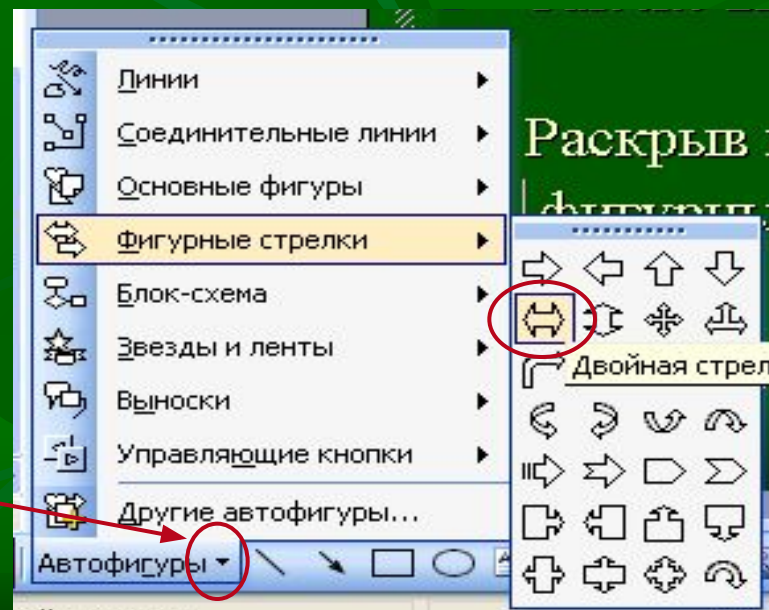 Линии
Соединительные линии
Раскрыв
Основные фигуры
Фигурные стрелки
Блок-схема
Звезды и ленты
Двойная стрел
Выноски
Управляющие кнопки
Другие автофигуры...
Автофигуры